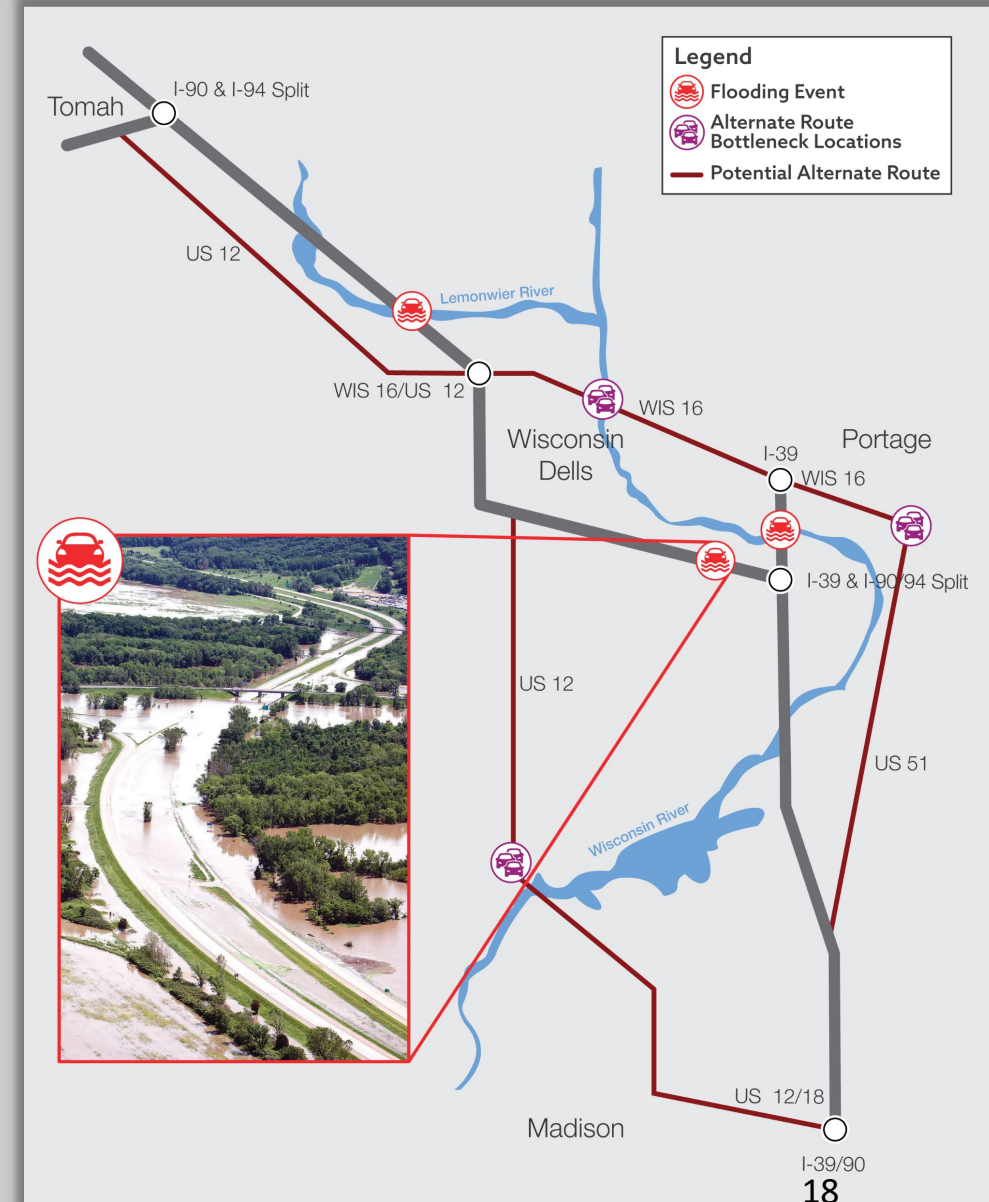 Legend
Flooding Event
Alternate Route
Bottleneck Locations
Potential Alternate Route
I-90 & I-94 Split
Tomah
US 12
Lemonwier River
WIS 16/US 12
WIS 16
Wisconsin
Dells
Portage
I-39
WIS 16
I-39 & I-90/94 Split
US 12
US 51
Wisconsin River
US 12/18
Madison
I-39/90
18